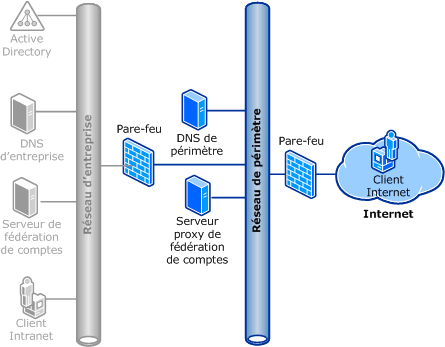 Active
Directory
DNS
d'entreprise
Serveur de
fédération
de comptes
Client
Intranet
Réseau d'entreprise
Pare-feu
DNS de
périmètre
Serveur
proxy de
fédération
de comptes
Réseau de périmètre
Pare-feu
Client
Internet
Internet